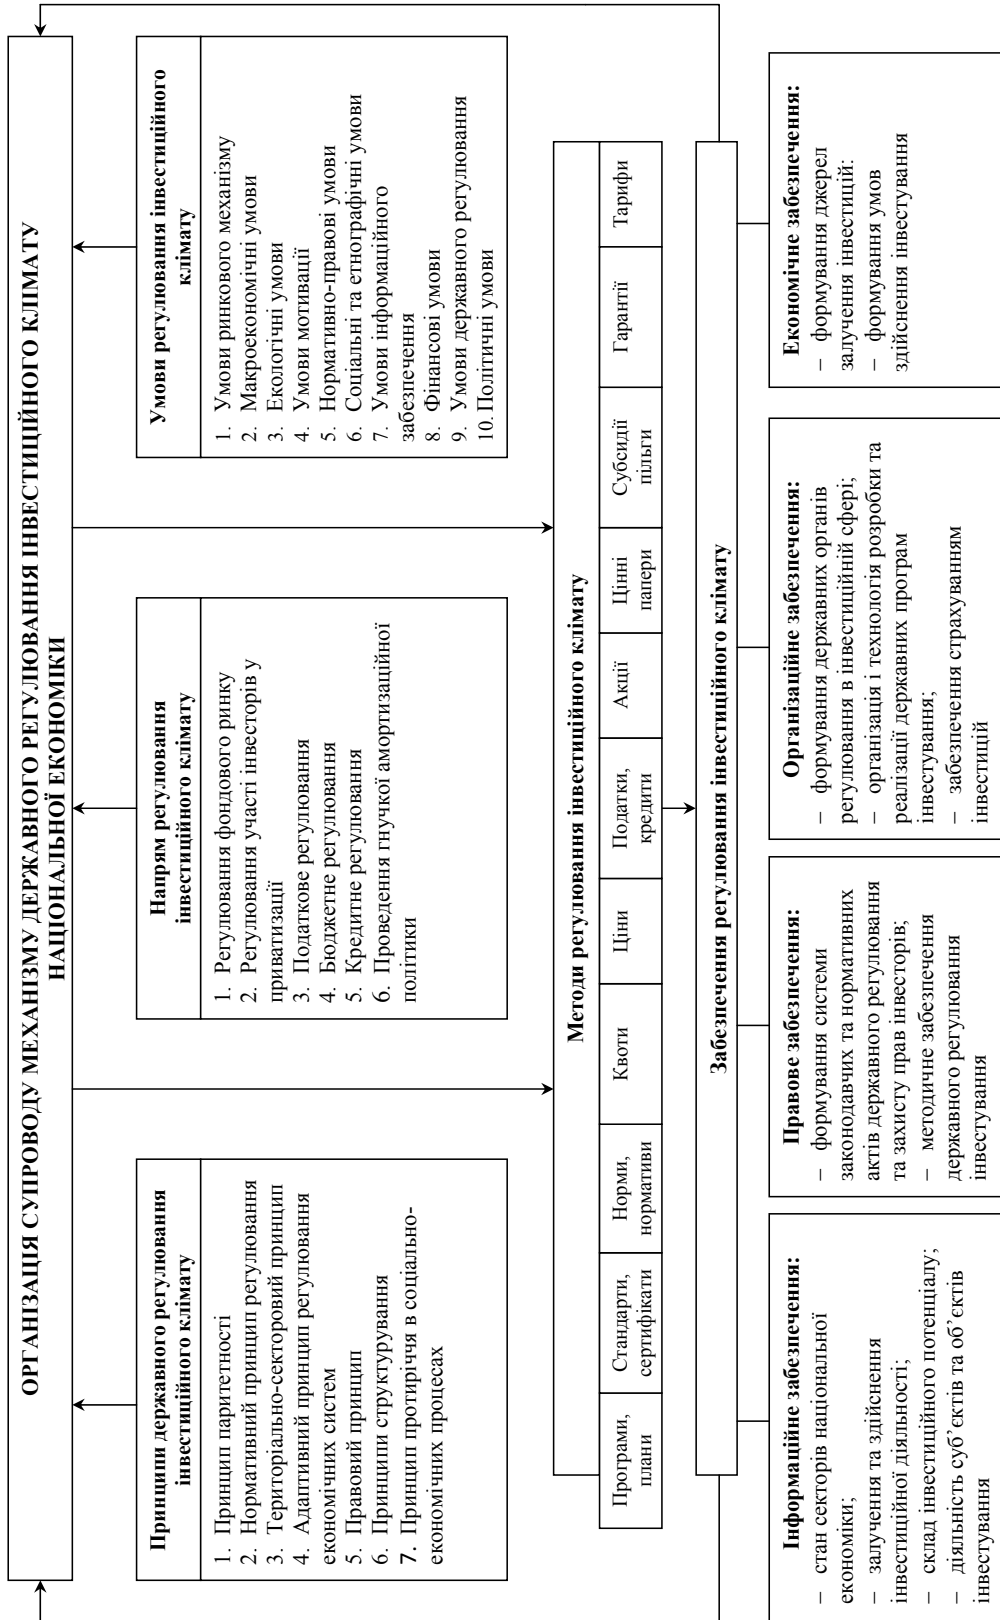 ОРГАНІЗАЦІЯ СУПРОВОДУ МЕХАНІЗМУ ДЕРЖАВНОГО РЕГУЛЮВАННЯ ІНВЕСТИЦІЙНОГО КЛІМАТУ
НАЦІОНАЛЬНОЇ ЕКОНОМІКИ
Принципи державного регулювання
інвестиційного клімату
1. Принцип паритетності
2. Нормативний принцип регулювання
3. Територіально-секторовий принцип
4. Адаптивний принцип регулювання
економічних систем
5. Правовий принцип
6. Принципи структурування
7. Принцип протиріччя в соціально-
економічних процесах
Напрям регулювання
інвестиційного клімату
1. Регулювання фондового ринку
2. Регулювання участі інвесторів у
приватизації
3. Податкове регулювання
4. Бюджетне регулювання
5. Кредитне регулювання
6. Проведення гнучкої амортизаційної
політики
Умови регулювання інвестиційного
клімату
1. Умови ринкового механізму
2. Макроекономічні умови
3. Екологічні умови
4. Умови мотивації
5. Нормативно-правові умови
6. Соціальні та етнографічні умови
7. Умови інформаційного
забезпечення
8. Фінансові умови
9. Умови державного регулювання
10. Політичні умови
Методи регулювання інвестиційного клімату
Програми,
плани
Стандарти,
сертифікати
Норми,
нормативи
Квоти
Ціни
Податки,
кредити
Акції
Цінні
папери
Субсидії
пільги
Гарантії
Тарифи
Забезпечення регулювання інвестиційного клімату
Інформаційне забезпечення:
– стан секторів національної
економіки;
– залучення та здійснення
інвестиційної діяльності;
– склад інвестиційного потенціалу;
– діяльність суб’єктів та об’єктів
інвестування
Правове забезпечення:
– формування системи
законодавчих та нормативних
актів державного регулювання
та захисту прав інвесторів;
– методичне забезпечення
державного регулювання
інвестування
Організаційне забезпечення:
– формування державних органів
регулювання в інвестиційній сфері;
– організація і технологія розробки та
реалізації державних програм
інвестування;
– забезпечення страхуванням
інвестицій
Економічне забезпечення:
– формування джерел
залучення інвестицій:
– формування умов
здійснення інвестування